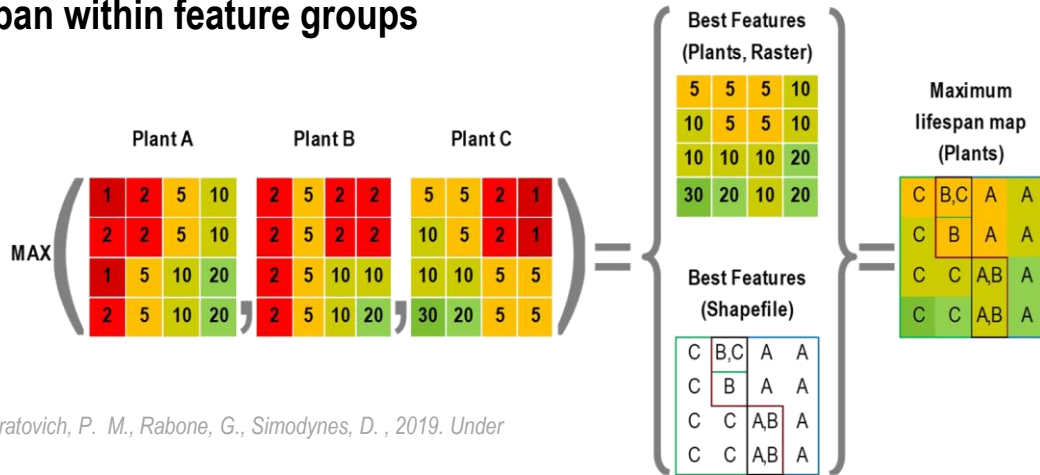 pan within feature groups
MAX
Plant A
1 2 5 10
2 2 5 10
1 5 10 20
2 5 10 20
,
Plant B
2 5 2 2
2 5 2 2
2 5 10 10
2 5 10 20
,
Plant C
5 5 2 1
10 5 2 1
10 10 5 5
30 20 5 5
=
Best Features
(Plants, Raster)
5 5 5 10
10 5 5 10
10 10 10 20
30 20 10 20
Best Features
(Shapefile)
C B,C A A
C B A A
C C A,B A
C C A,B A
=
Maximum
lifespan map
(Plants)
C B,C A A
C B A A
C C A,B A
C C A,B A
ratovich, P. M., Rabone, G., Simodynes, D. , 2019. Under